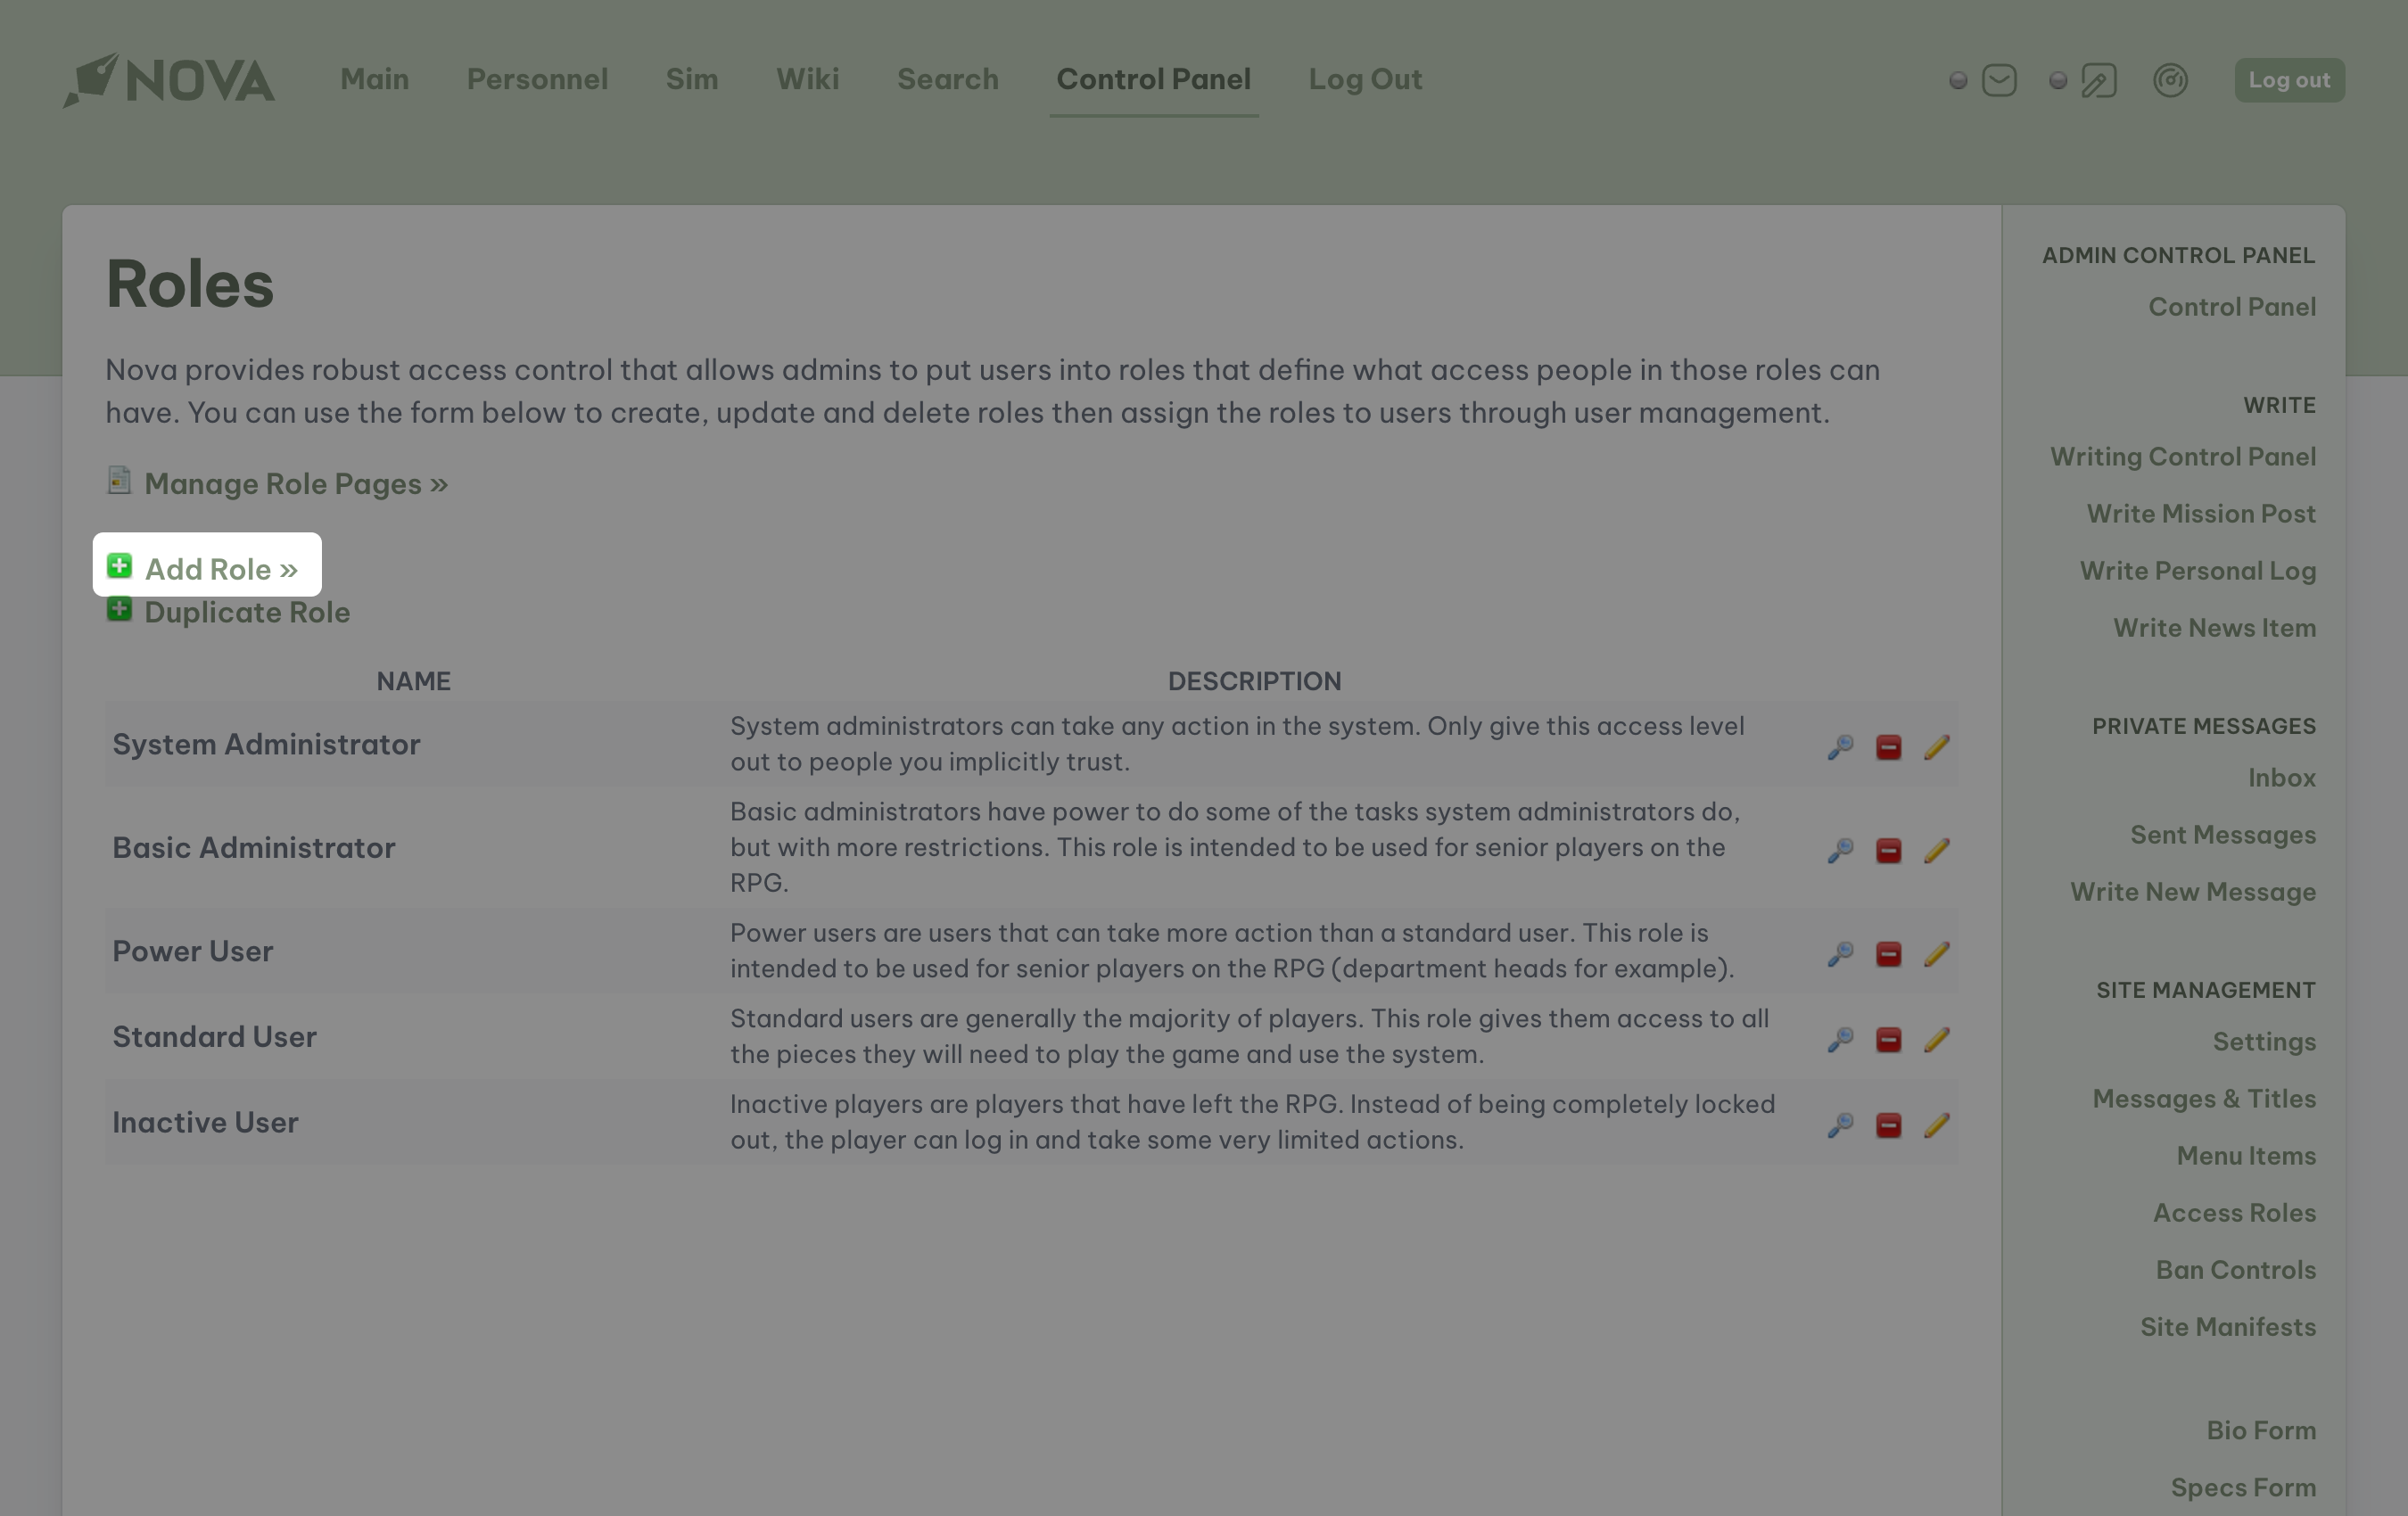 NOVA
Main
Personnel
Sim
Wiki
Search
Control Panel
Log Out
Log out
Roles
Nova provides robust access control that allows admins to put users into roles that define what access people in those roles can
have. You can use the form below to create, update and delete roles then assign the roles to users through user management.
Manage Role Pages »
Add Role »
Duplicate Role
NAME
DESCRIPTION
System Administrator
System administrators can take any action in the system. Only give this access level
out to people you implicitly trust.
Basic Administrator
Basic administrators have power to do some of the tasks system administrators do,
but with more restrictions. This role is intended to be used for senior players on the
RPG.
Power User
Power users are users that can take more action than a standard user. This role is
intended to be used for senior players on the RPG (department heads for example).
Standard User
Standard users are generally the majority of players. This role gives them access to all
the pieces they will need to play the game and use the system.
Inactive User
Inactive players are players that have left the RPG. Instead of being completely locked
out, the player can log in and take some very limited actions.
ADMIN CONTROL PANEL
Control Panel
WRITE
Writing Control Panel
Write Mission Post
Write Personal Log
Write News Item
PRIVATE MESSAGES
Inbox
Sent Messages
Write New Message
SITE MANAGEMENT
Settings
Messages & Titles
Menu Items
Access Roles
Ban Controls
Site Manifests
Bio Form
Specs Form